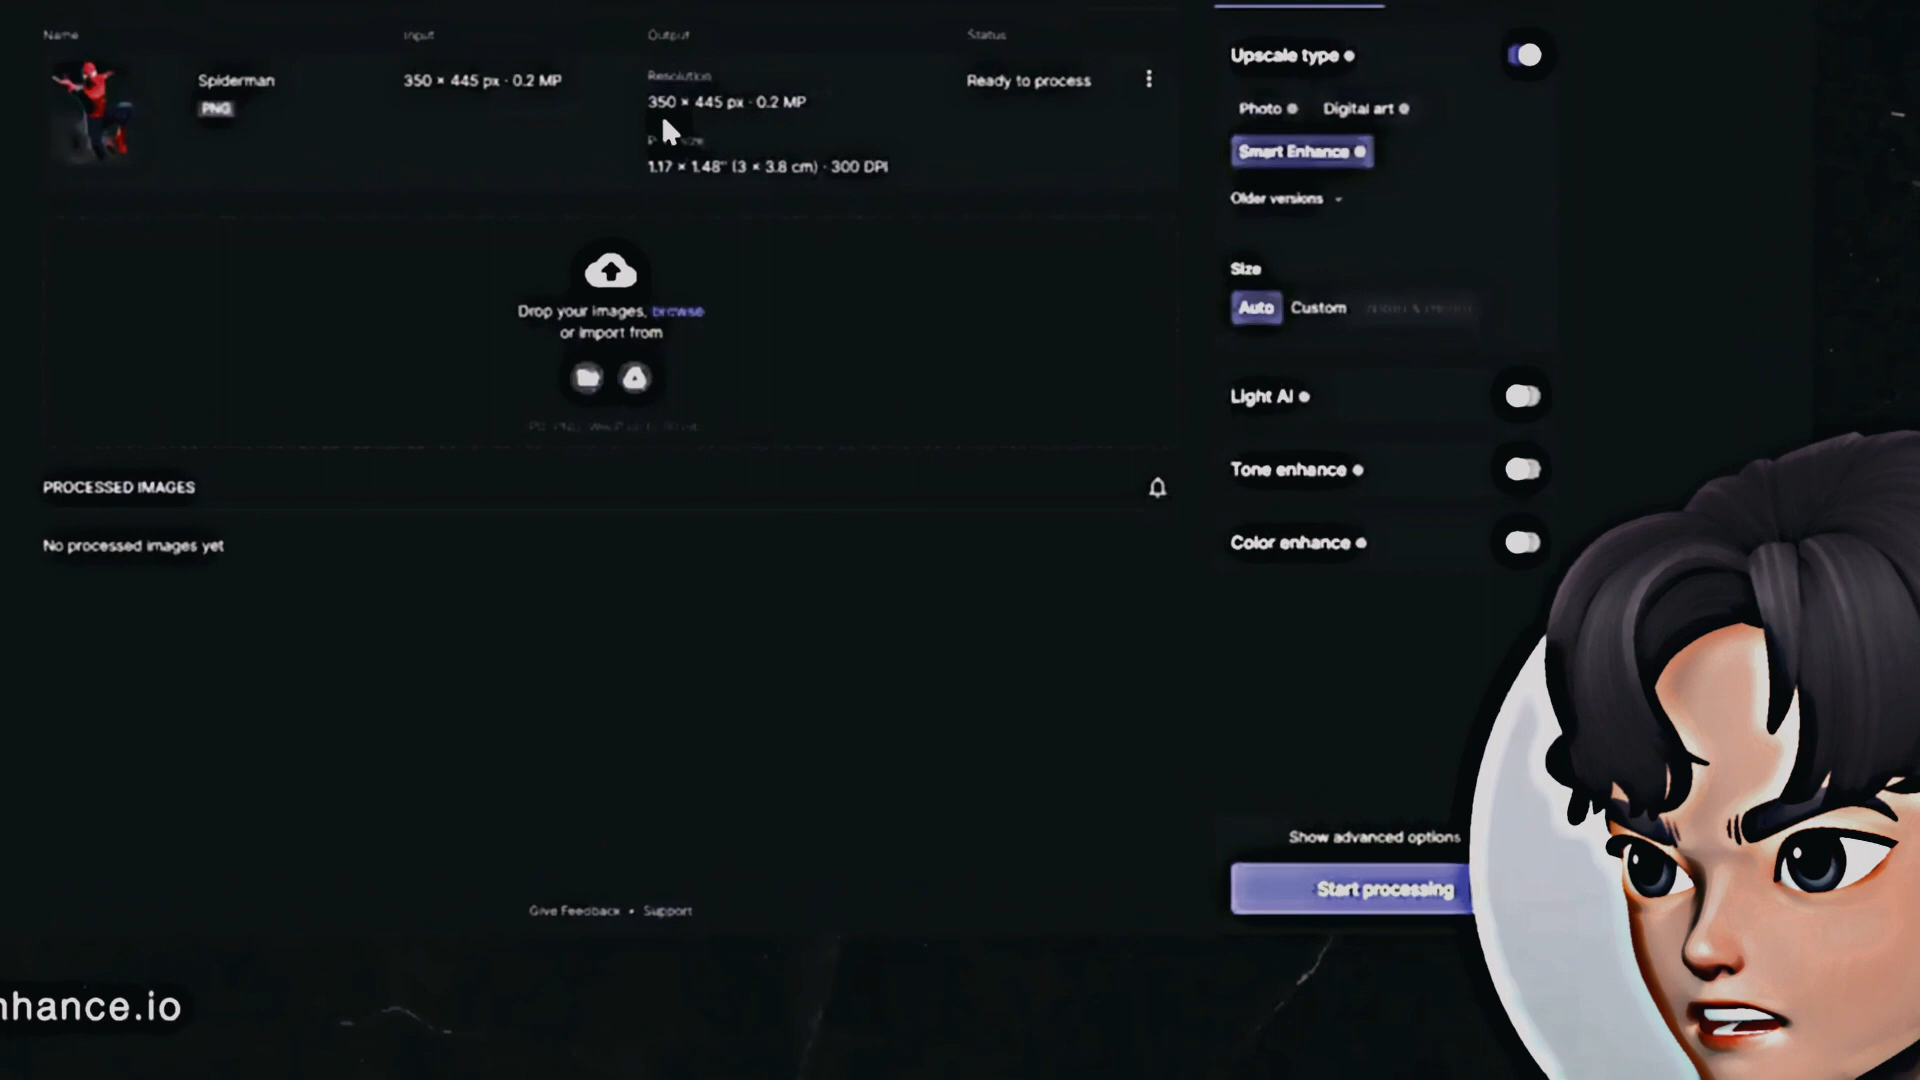 Name Input Output Status
Spiderman
PNG
350 × 445 px · 0.2 MP
Resolution
350 × 445 px · 0.2 MP
1.17 × 1.48" (3 × 3.8 cm) · 300 DPI
Ready to process
Drop your images, browse
or import from
PROCESSED IMAGES
No processed images yet
Give Feedback • Support
Upscale type
Photo Digital art
Smart Enhance
Older versions
Size
Auto Custom
Light AI
Tone enhance
Color enhance
Show advanced options
Start processing
nhance.io